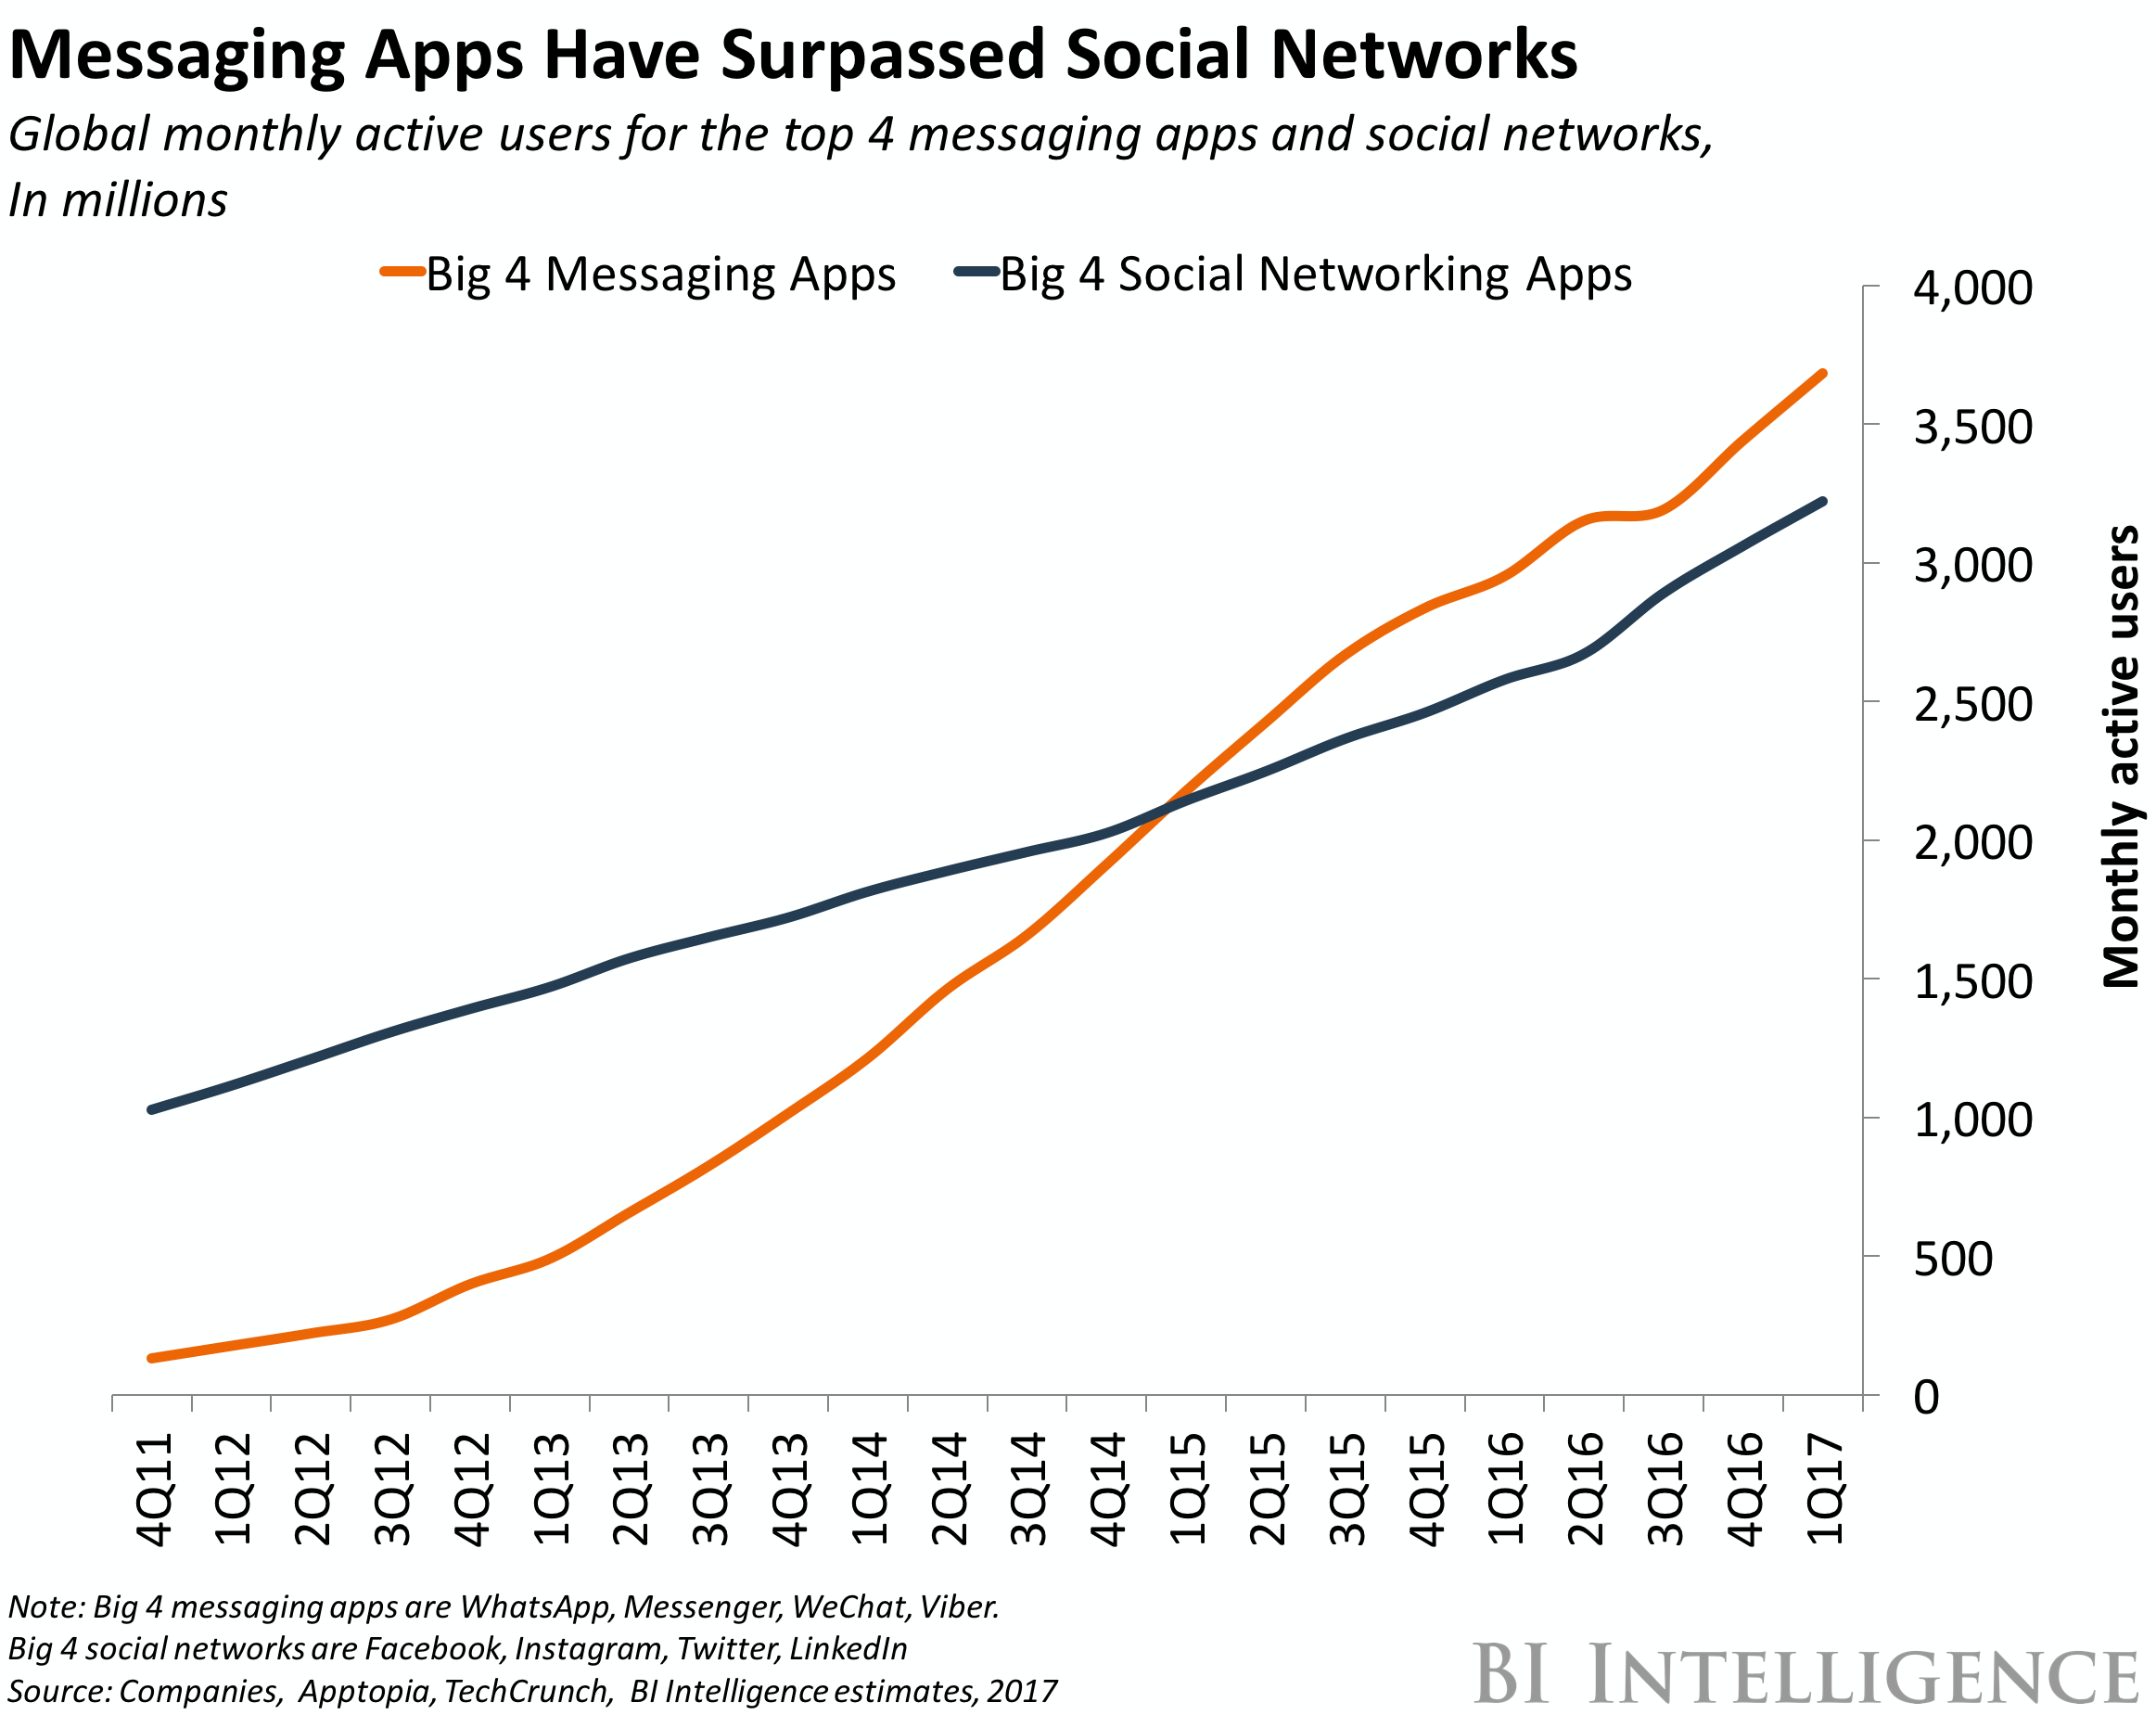 Messaging Apps Have Surpassed Social Networks
Global monthly active users for the top 4 messaging apps and social networks,
In millions
Big 4 Messaging Apps
Big 4 Social Networking Apps
4,000
3,500
3,000
2,500
2,000
1,500
1,000
500
0
Monthly active users
4Q11
1Q12
2Q12
3Q12
4Q12
1Q13
2Q13
3Q13
4Q13
1Q14
2Q14
3Q14
4Q14
1Q15
2Q15
3Q15
4Q15
1Q16
2Q16
3Q16
4Q16
1Q17
Note: Big 4 messaging apps are WhatsApp, Messenger, WeChat, Viber.
Big 4 social networks are Facebook, Instagram, Twitter, LinkedIn
Source: Companies, Apptopia, TechCrunch, BI Intelligence estimates, 2017
BI INTELLIGENCE